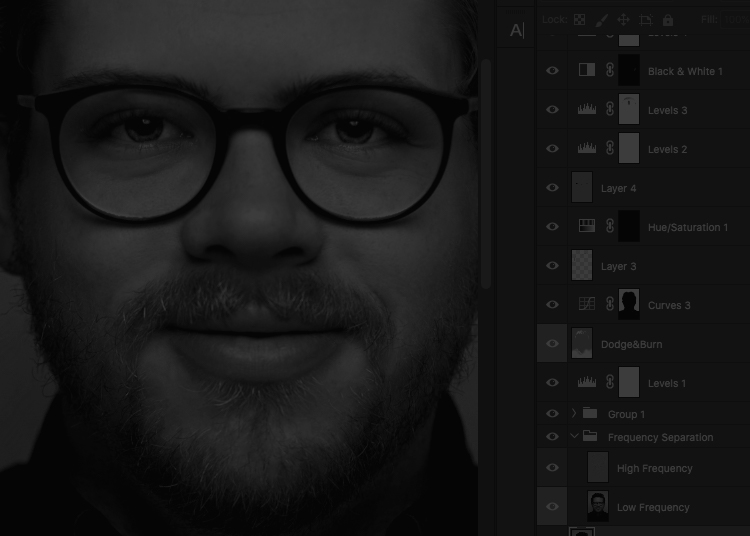 A
Lock:
Fill:
Black & White 1
Levels 3
Levels 2
Layer 4
Hue/Saturation 1
Layer 3
Curves 3
Dodge&Burn
Levels 1
Group 1
Frequency Separation
High Frequency
Low Frequency